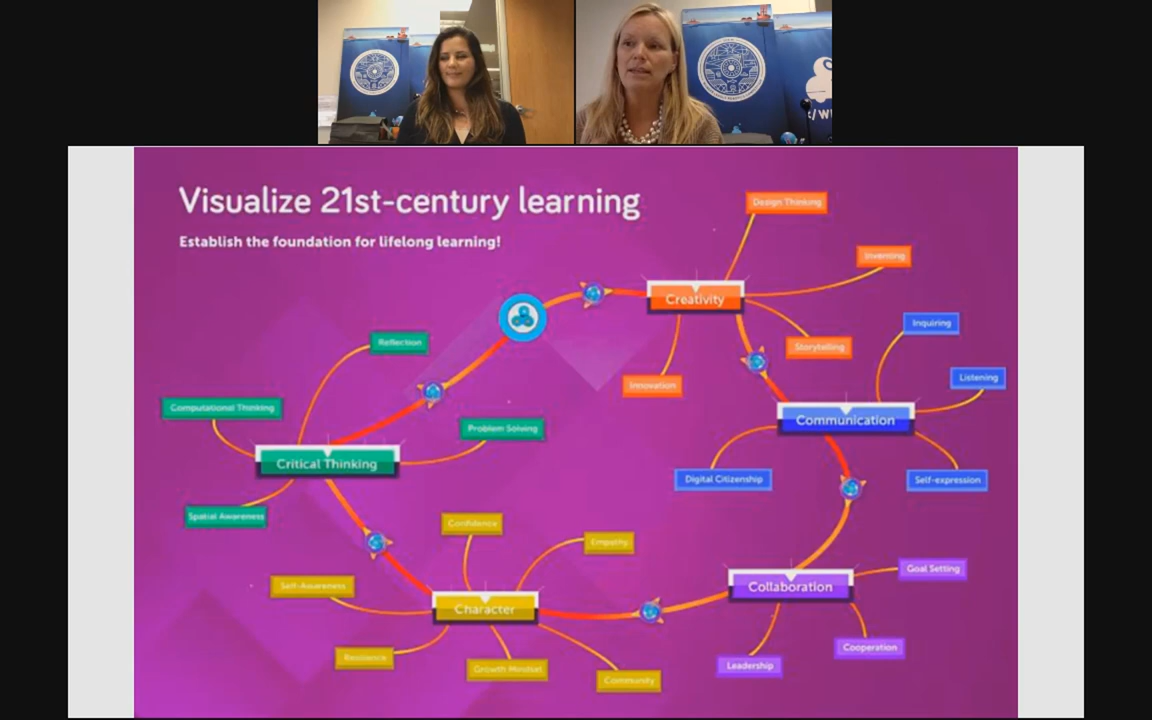 Visualize 21st-century learning
Establish the foundation for lifelong learning!
Design Thinking
Inventing
Creativity
Storytelling
Innovation
Inquiring
Listening
Communication
Digital Citizenship
Self-expression
Reflection
Computational Thinking
Problem Solving
Critical Thinking
Spatial Awareness
Confidence
Empathy
Self-Awareness
Character
Resilience
Growth Mindset
Community
Goal Setting
Collaboration
Cooperation
Leadership